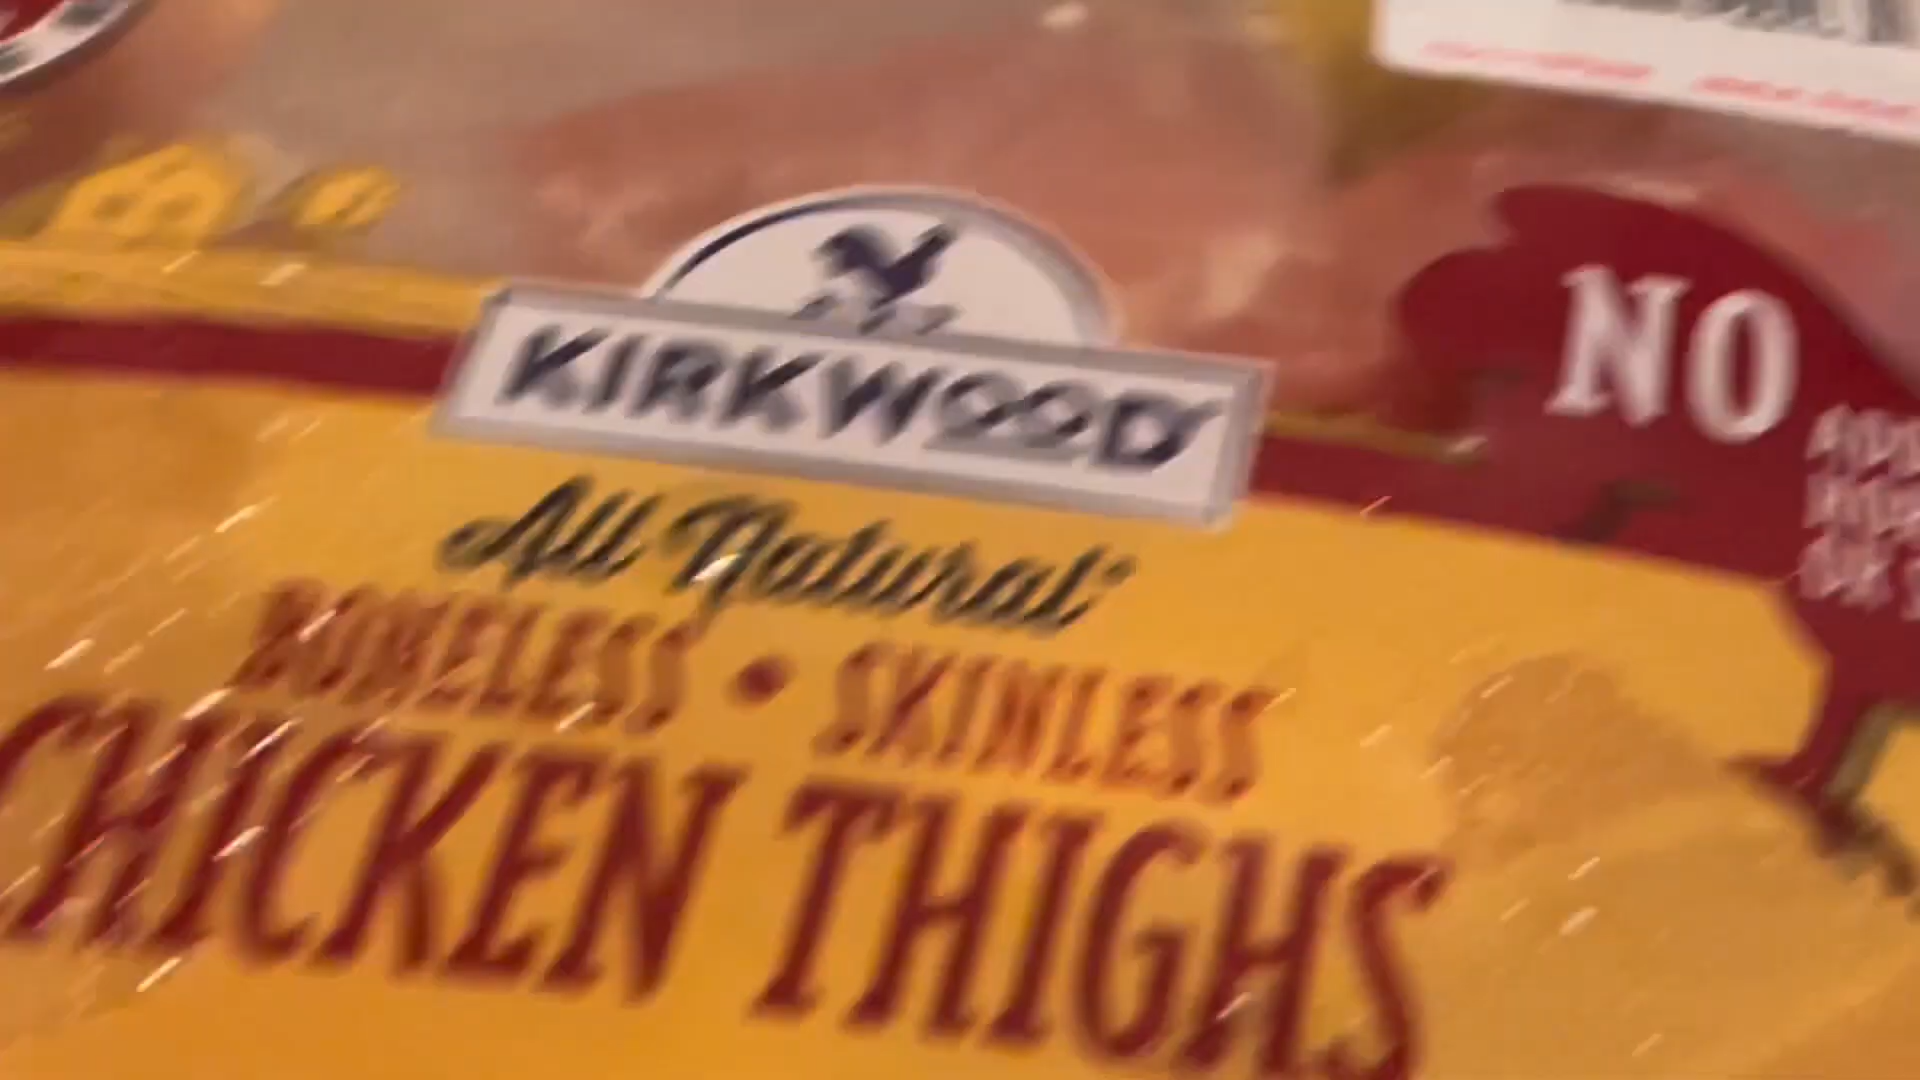 KIRKWOOD
All Natural*
BONELESS • SKINLESS
CHICKEN THIGHS
NO